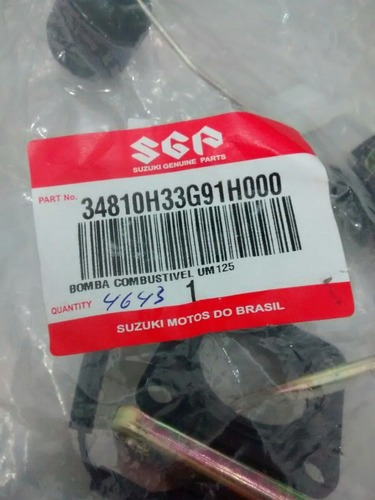 SGP
SUZUKI GENUINE PARTS
PART No. 34810H33G91H000
BOMBA COMBUSTIVEL UM125
QUANTITY 4643 1
SUZUKI MOTOS DO BRASIL